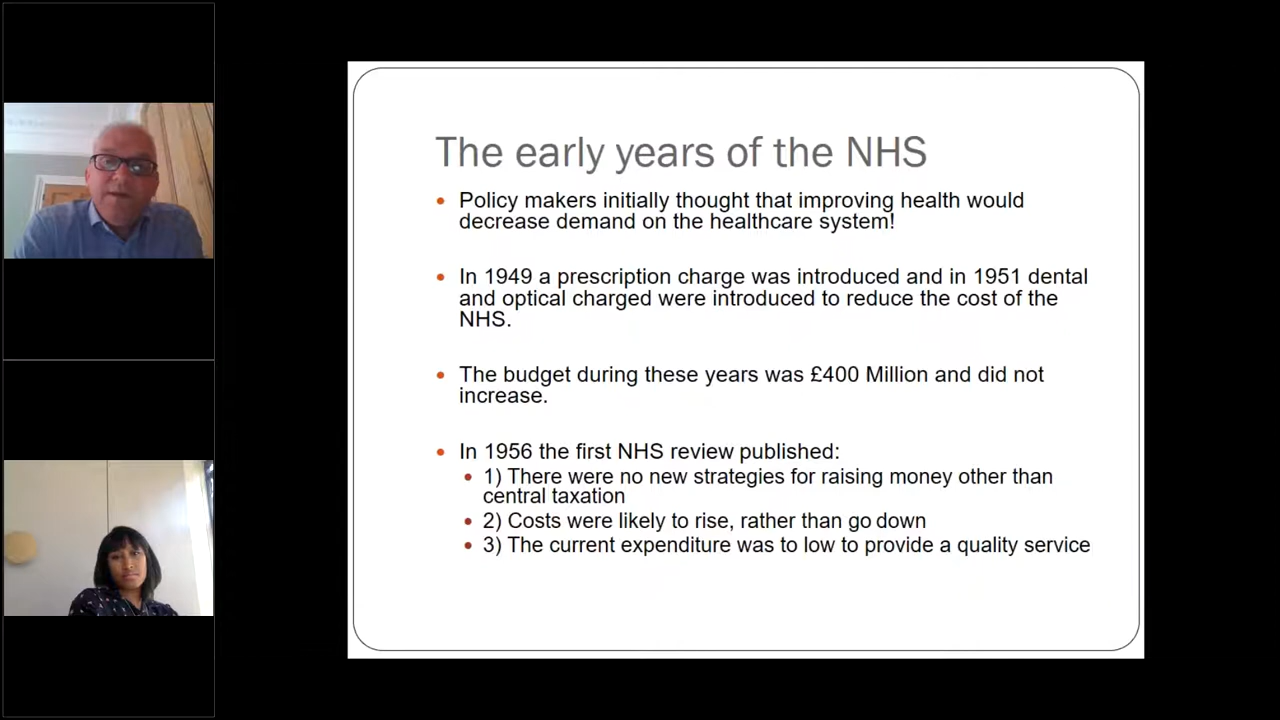 The early years of the NHS
Policy makers initially thought that improving health would
decrease demand on the healthcare system!
In 1949 a prescription charge was introduced and in 1951 dental
and optical charged were introduced to reduce the cost of the
NHS.
The budget during these years was £400 Million and did not
increase.
In 1956 the first NHS review published:
1) There were no new strategies for raising money other than
central taxation
2) Costs were likely to rise, rather than go down
3) The current expenditure was to low to provide a quality service